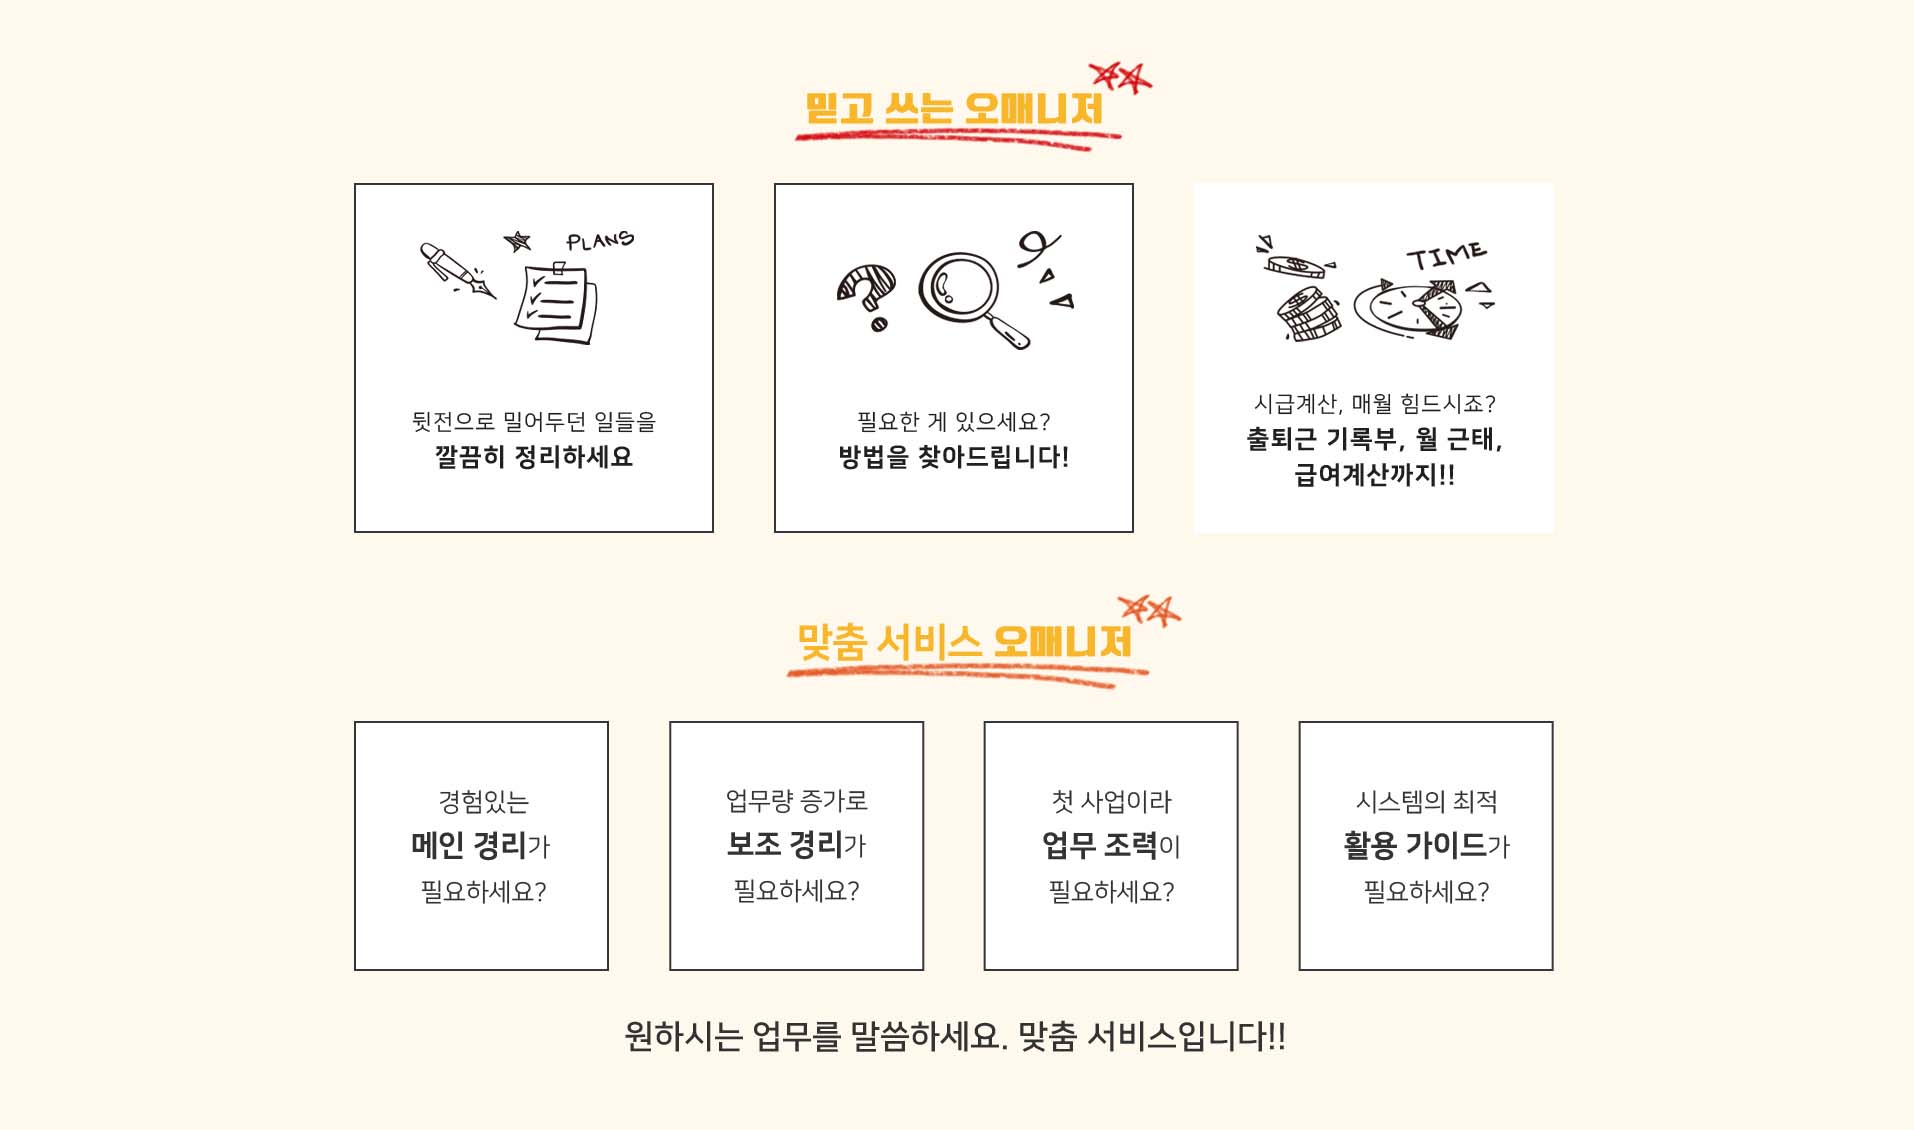 믿고 쓰는 오매니저
PLANS
뒷전으로 밀어두던 일들을
깔끔히 정리하세요
필요한 게 있으세요?
방법을 찾아드립니다!
TIME
시급계산, 매월 힘드시죠?
출퇴근 기록부, 월 근태,
급여계산까지!!
맞춤 서비스 오매니저
경험있는
메인 경리가
필요하세요?
업무량 증가로
보조 경리가
필요하세요?
첫 사업이라
업무 조력이
필요하세요?
시스템의 최적
활용 가이드가
필요하세요?
원하시는 업무를 말씀하세요. 맞춤 서비스입니다!!